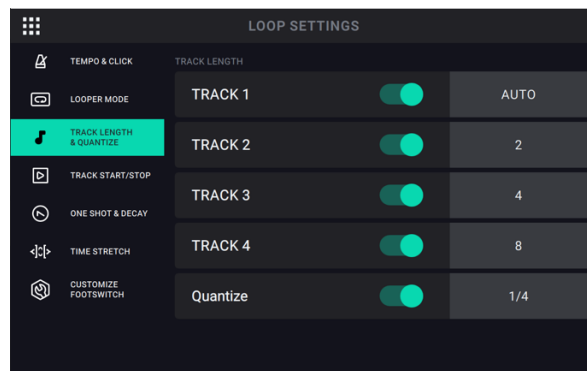 LOOP SETTINGS
TEMPO & CLICK
LOOPER MODE
TRACK LENGTH
& QUANTIZE
TRACK START/STOP
ONE SHOT & DECAY
TIME STRETCH
CUSTOMIZE
FOOTSWITCH
TRACK LENGTH
TRACK 1 AUTO
TRACK 2 2
TRACK 3 4
TRACK 4 8
Quantize 1/4